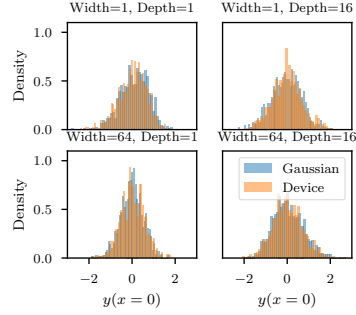 Width=1, Depth=1 Width=1, Depth=16
1.0
0.5
0.0
Density
Width=64, Depth=1 Width=64, Depth=16
1.0
0.5
0.0
Density
Gaussian
Device
−2 0 2 −2 0 2
y(x = 0) y(x = 0)